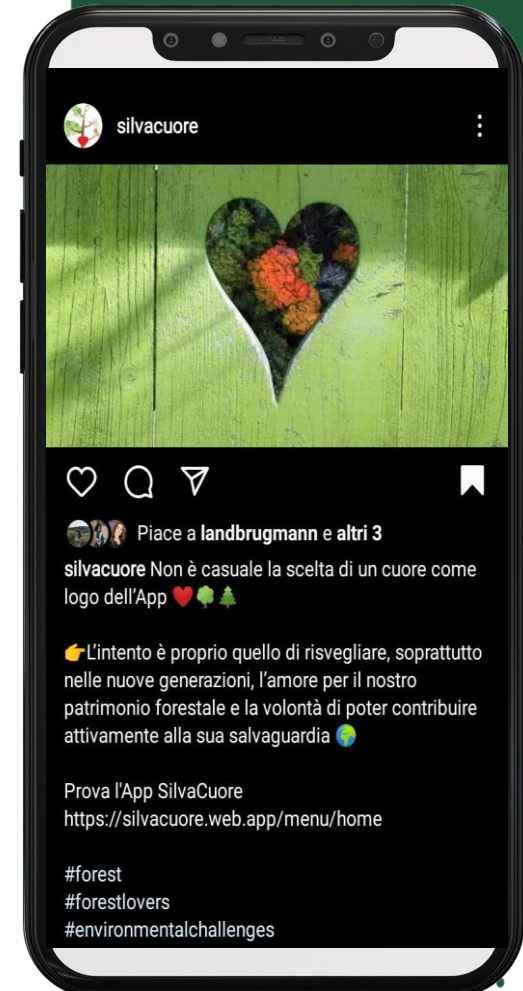 silvacuore
Piace a landbrugmann e altri 3
silvacuore Non è casuale la scelta di un cuore come
logo dell'App ❤️🌳🌲
👉L'intento è proprio quello di risvegliare, soprattutto
nelle nuove generazioni, l'amore per il nostro
patrimonio forestale e la volontà di poter contribuire
attivamente alla sua salvaguardia 🌍
Prova l'App SilvaCuore
https://silvacuore.web.app/menu/home
#forest
#forestlovers
#environmentalchallenges